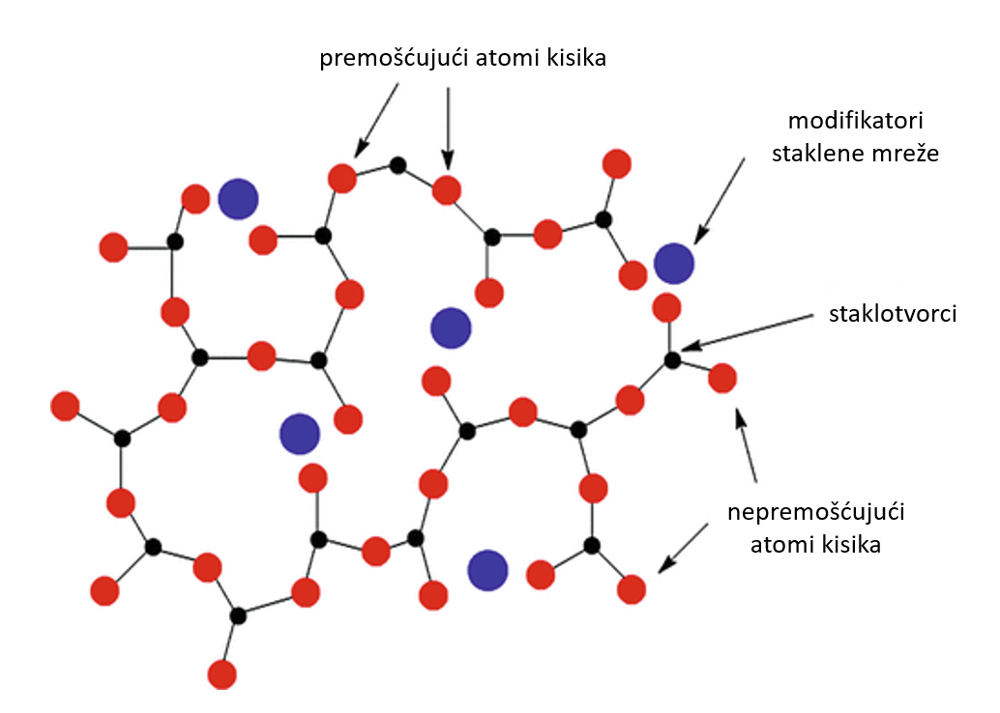 premošćujući atomi kisika
modifikatori
staklene mreže
staklotvorci
nepremošćujući
atomi kisika